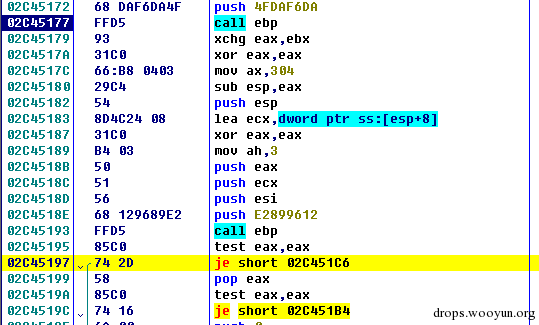 02C45172 68 DAF6DA4F push 4FDAF6DA
02C45177 FFD5 call ebp
02C45179 93 xchg eax,ebx
02C4517A 31C0 xor eax,eax
02C4517C 66:B8 0403 mov ax,304
02C45180 29C4 sub esp,eax
02C45182 54 push esp
02C45183 8D4C24 08 lea ecx,dword ptr ss:[esp+8]
02C45187 31C0 xor eax,eax
02C45189 B4 03 mov ah,3
02C4518B 50 push eax
02C4518C 51 push ecx
02C4518D 56 push esi
02C4518E 68 129689E2 push E2899612
02C45193 FFD5 call ebp
02C45195 85C0 test eax,eax
02C45197 74 2D je short 02C451C6
02C45199 58 pop eax
02C4519A 85C0 test eax,eax
02C4519C 74 16 je short 02C451B4
drops.wooyun.org